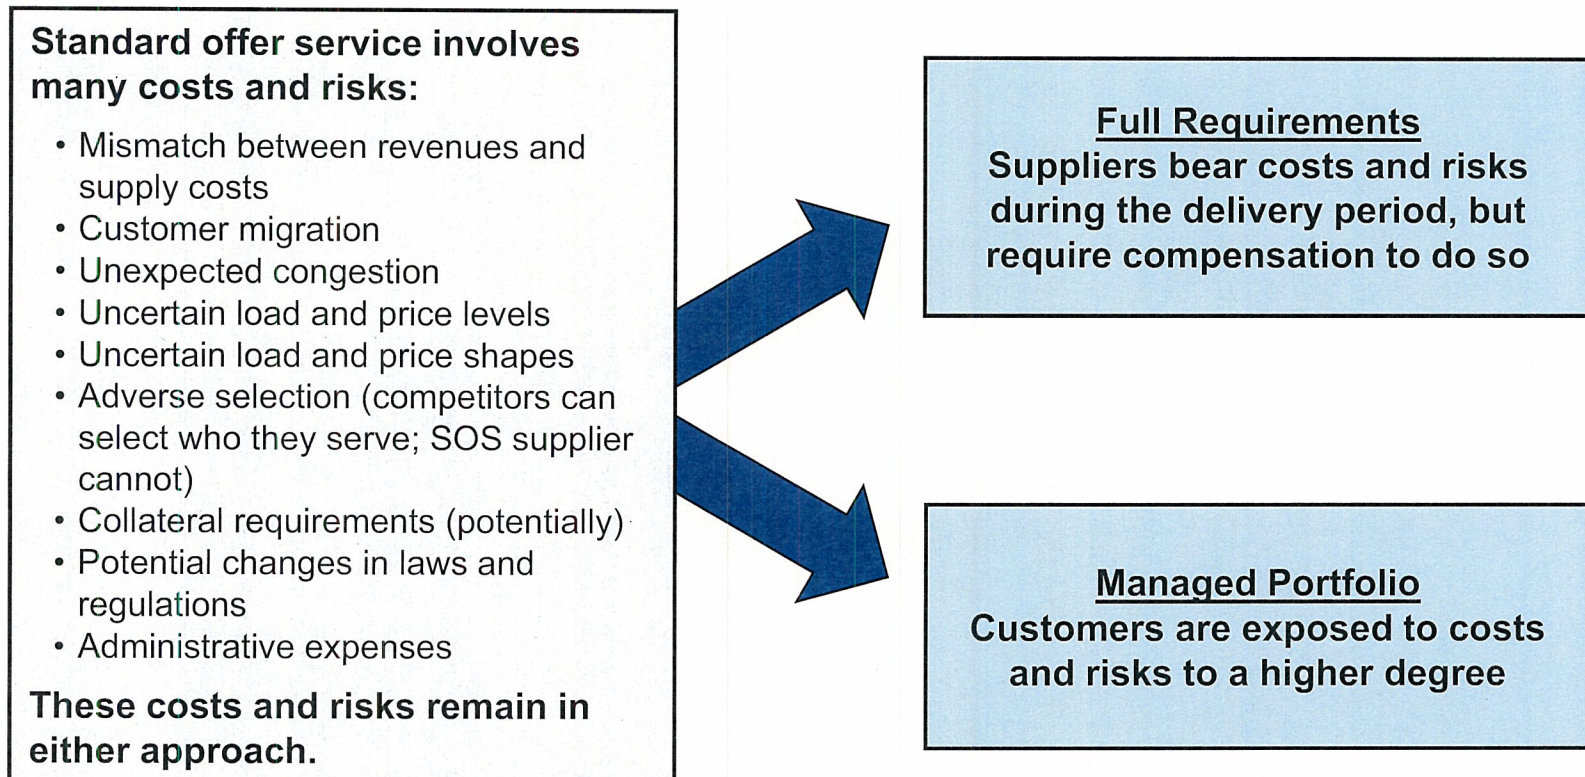 Standard offer service involves
many costs and risks:
• Mismatch between revenues and
supply costs
• Customer migration
• Unexpected congestion
• Uncertain load and price levels
• Uncertain load and price shapes
• Adverse selection (competitors can
select who they serve; SOS supplier
cannot)
• Collateral requirements (potentially)
• Potential changes in laws and
regulations
• Administrative expenses
These costs and risks remain in
either approach.
Full Requirements
Suppliers bear costs and risks
during the delivery period, but
require compensation to do so
Managed Portfolio
Customers are exposed to costs
and risks to a higher degree